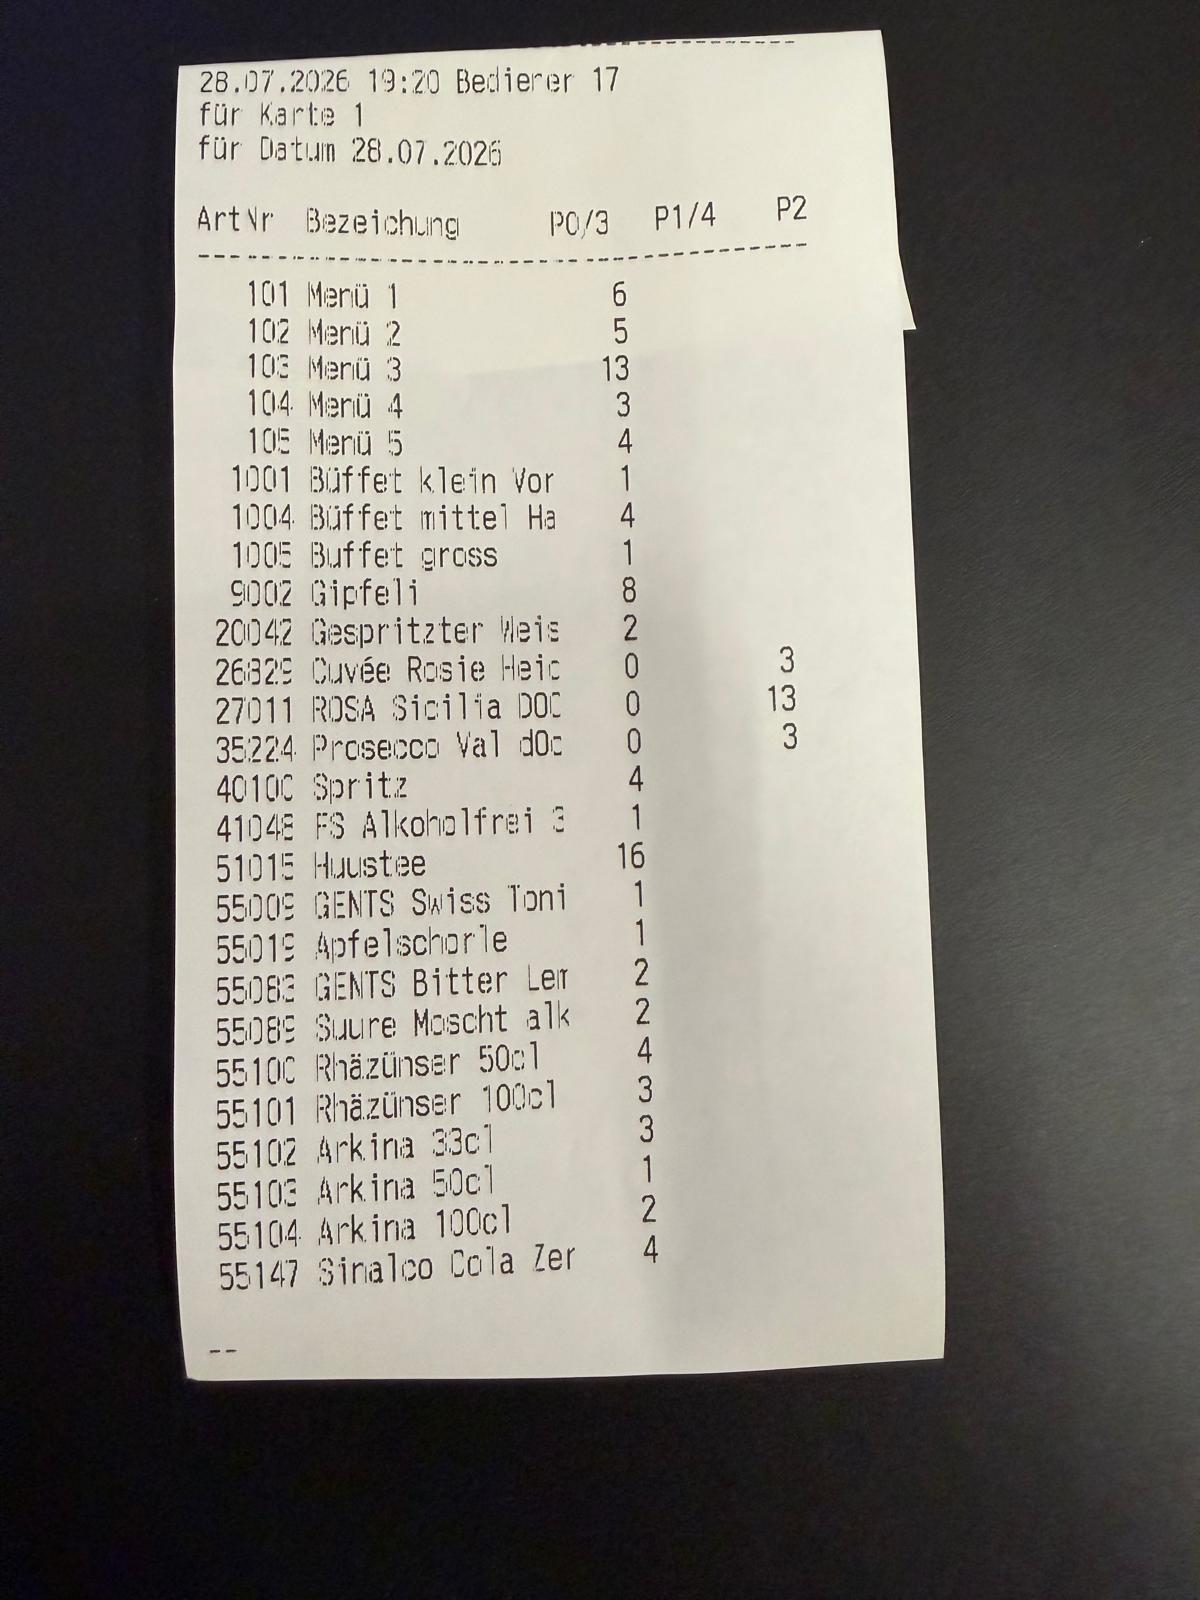 28.07.2026 19:20 Bedierer 17
für Karte 1
für Datum 28.07.2026
ArtNr Bezeichung P0/3 P1/4 P2
101 Menü 1 6
102 Menü 2 5
103 Menü 3 13
104 Menü 4 3
105 Menü 5 4
1001 Büffet klein Vor 1
1004 Büffet mittel Ha 4
1005 Buffet gross 1
9002 Gipfeli 8
20042 Gespritzter Weis 2
26829 Cuvée Rosie Heic 0 3
27011 ROSA Sicilia DOC 0 13
35224 Prosecco Val dOc 0 3
40100 Spritz 4
41048 FS Alkoholfrei 3 1
51015 Huustee 16
55009 GENTS Swiss Toni 1
55019 Apfelschorle 1
55083 GENTS Bitter Lem 2
55089 Suure Moscht alk 2
55100 Rhäzünser 50cl 4
55101 Rhäzünser 100cl 3
55102 Arkina 33cl 3
55103 Arkina 50cl 1
55104 Arkina 100cl 2
55147 Sinalco Cola Zer 4
--